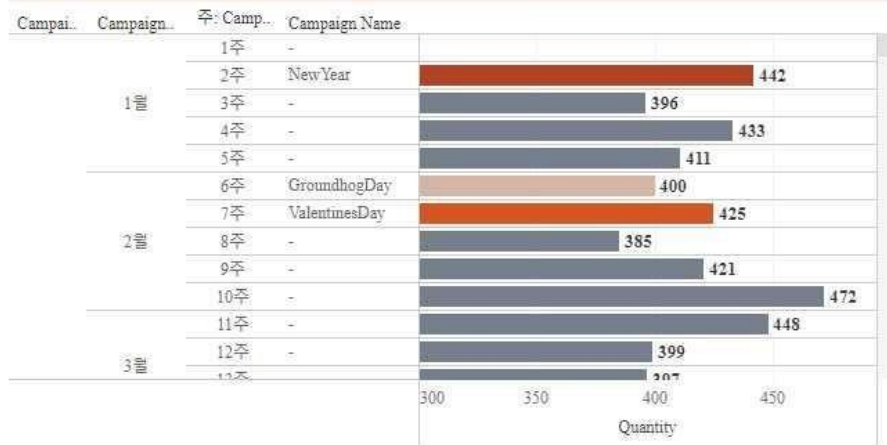 Campai.. Campaign.. 주: Camp.. Campaign Name
1월
1주 -
2주 NewYear 442
3주 - 396
4주 - 433
5주 - 411
2월
6주 GroundhogDay 400
7주 ValentinesDay 425
8주 - 385
9주 - 421
10주 - 472
3월
11주 - 448
12주 - 399
300 350 400 450
Quantity